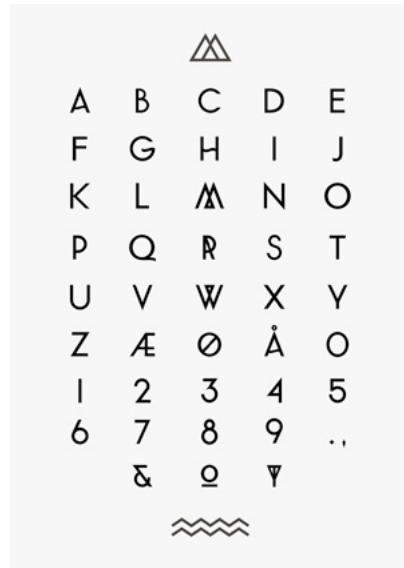 A B C D E
F G H I J
K L M N O
P Q R S T
U V W X Y
Z Æ Ø Å O
1 2 3 4 5
6 7 8 9 . ,
& o